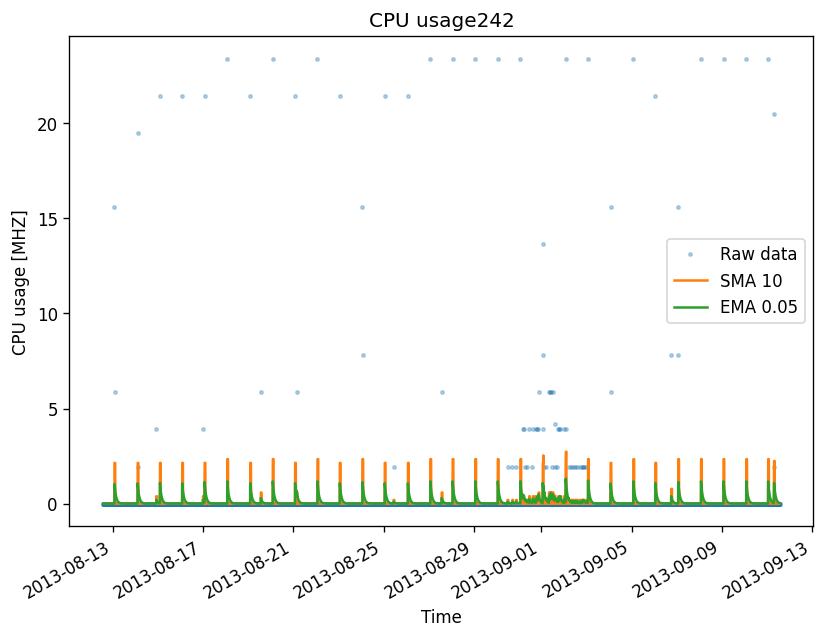 CPU usage242
CPU usage [MHZ]
20
15
10
5
0
Raw data
SMA 10
EMA 0.05
2013-08-13
2013-08-17
2013-08-21
2013-08-25
2013-08-29
2013-09-01
2013-09-05
2013-09-09
2013-09-13
Time